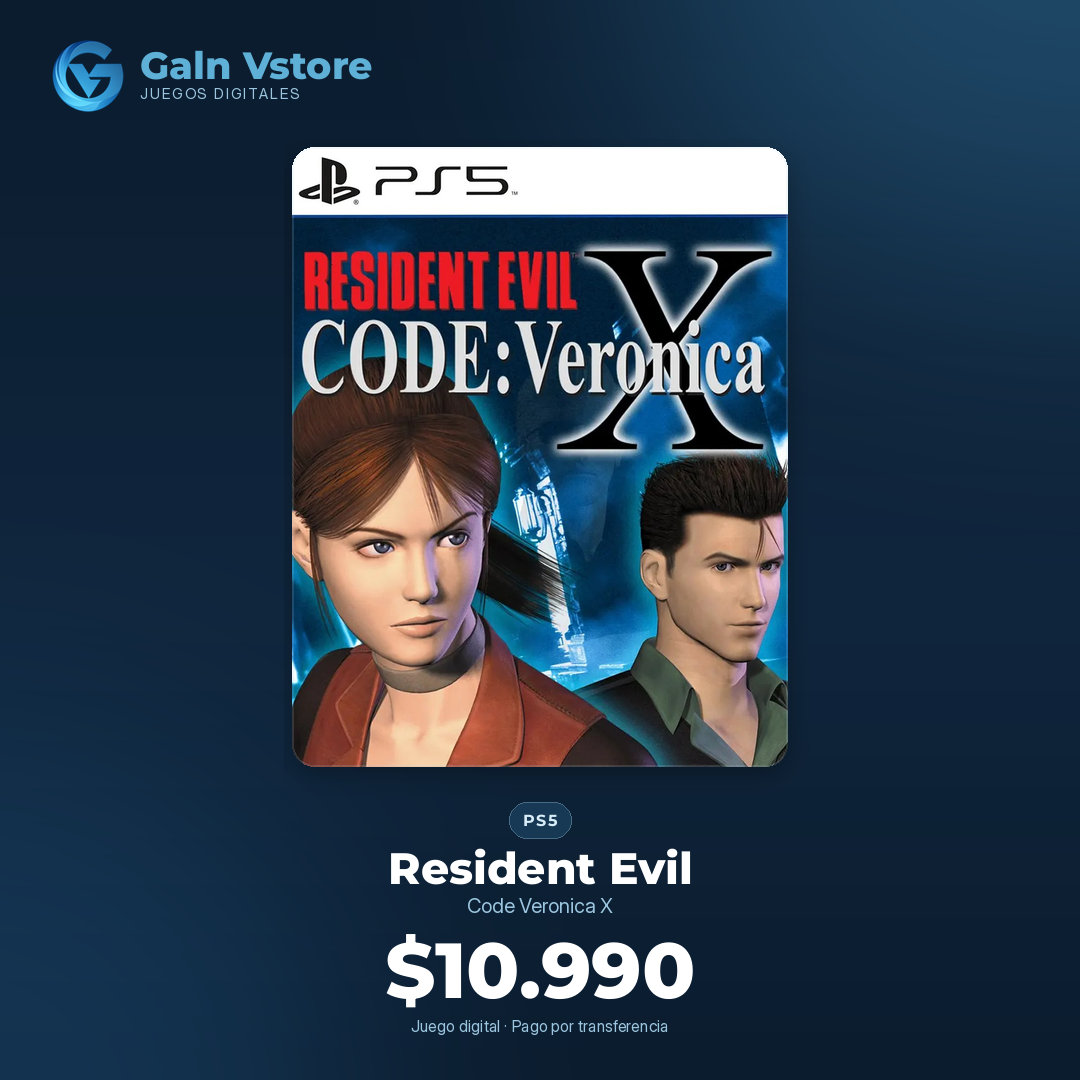 GaIn Vstore
JUEGOS DIGITALES
PS5
RESIDENT EVIL
CODE: Veronica X
PS5
Resident Evil
Code Veronica X
$10.990
Juego digital · Pago por transferencia